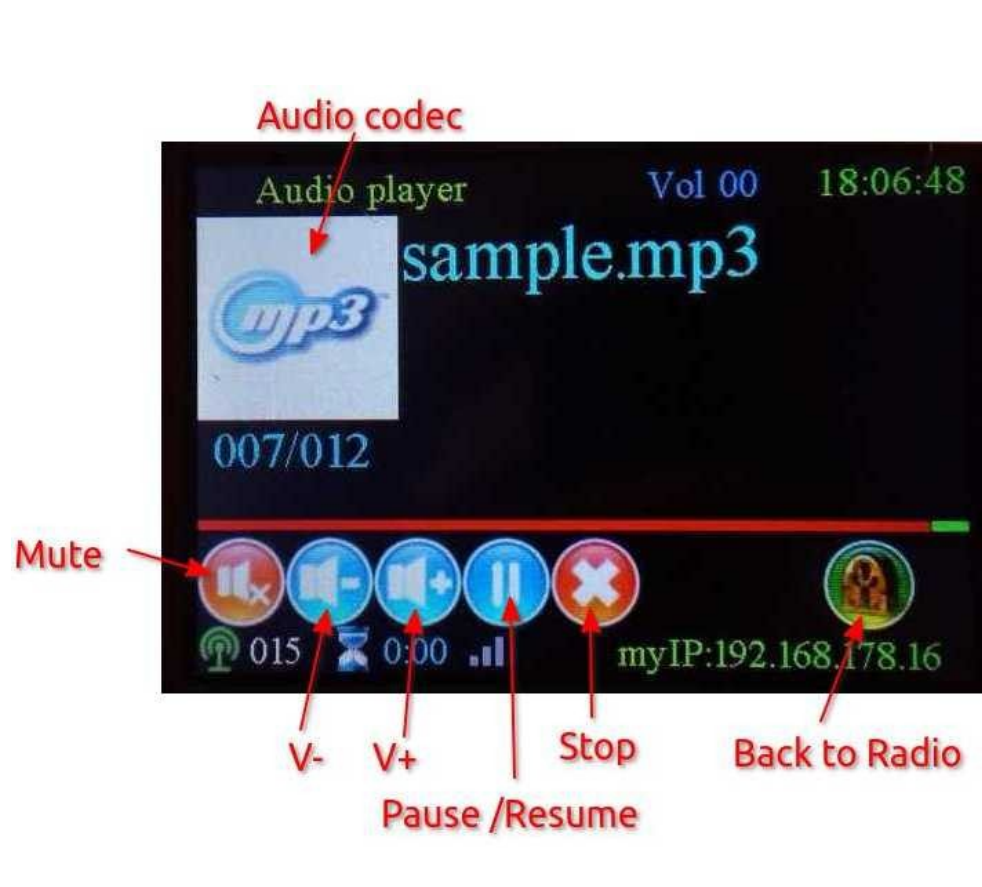 Audio codec
Audio player Vol 00 18:06:48
sample.mp3
mp3
007/012
Mute
015 0:00 myIP:192.168.178.16
V- V+ Stop Back to Radio
Pause /Resume